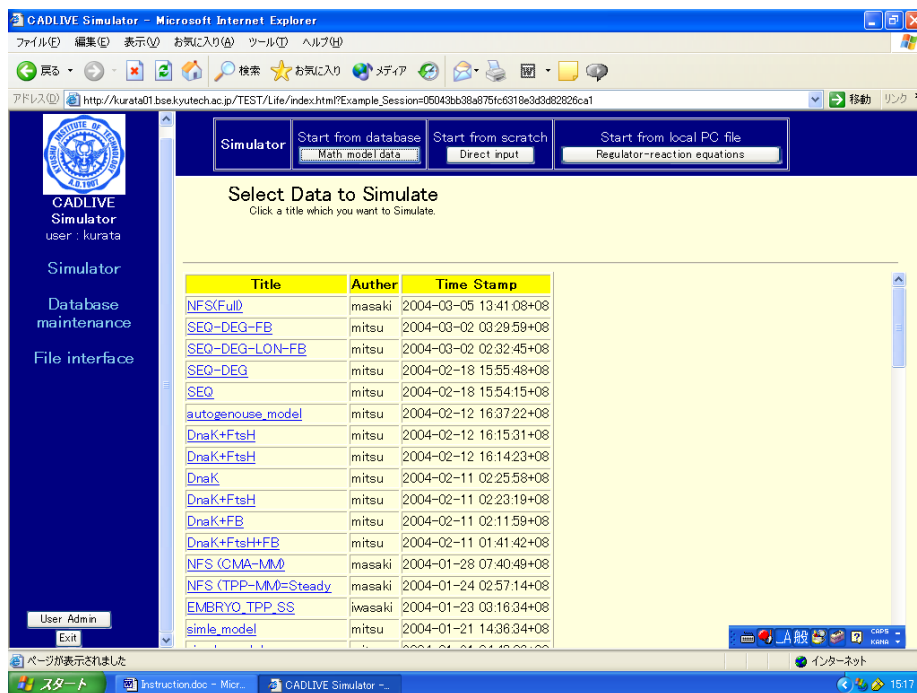 CADLIVE Simulator - Microsoft Internet Explorer
ファイル(F) 編集(E) 表示(V) お気に入り(A) ツール(T) ヘルプ(H)
戻る 検索 お気に入り メディア
アドレス(D) http://kurata01.bse.kyutech.ac.jp/TEST/Life/index.html?Example_Session=05043bb38a875fc6318e3d3d82826ca1 移動 リンク
CADLIVE
Simulator
user : kurata
Simulator
Database
maintenance
File interface
User Admin
Exit
Simulator
Start from database
Math model data
Start from scratch
Direct input
Start from local PC file
Regulator-reaction equations
Select Data to Simulate
Click a title which you want to Simulate.
Title Auther Time Stamp
NFS(Full) masaki 2004-03-05 13:41:08+08
SEQ-DEG-FB mitsu 2004-03-02 03:29:59+08
SEQ-DEG-LON-FB mitsu 2004-03-02 02:32:45+08
SEQ-DEG mitsu 2004-02-18 15:55:48+08
SEQ mitsu 2004-02-18 15:54:15+08
autogenouse_model mitsu 2004-02-12 16:37:22+08
DnaK+FtsH mitsu 2004-02-12 16:15:31+08
DnaK+FtsH mitsu 2004-02-12 16:14:23+08
DnaK mitsu 2004-02-11 02:25:58+08
DnaK+FtsH mitsu 2004-02-11 02:23:19+08
DnaK+FB mitsu 2004-02-11 02:11:59+08
DnaK+FtsH+FB mitsu 2004-02-11 01:41:42+08
NFS (CMA-MM) masaki 2004-01-28 07:40:49+08
NFS (TPP-MM)=Steady masaki 2004-01-24 02:57:14+08
EMBRYO_TPP_SS iwasaki 2004-01-23 03:16:34+08
simle_model mitsu 2004-01-21 14:36:34+08
A般 CAPS
KANA
ページが表示されました インターネット
スタート Instruction.doc - Micr... CADLIVE Simulator -... 15:17